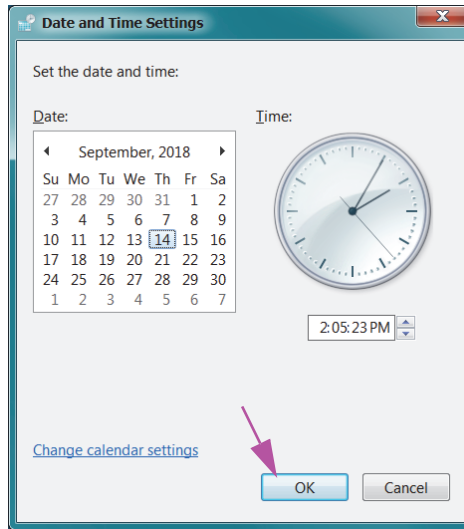 Date and Time Settings
X
Set the date and time:
Date:
Time:
September, 2018
Su Mo Tu We Th Fr Sa
27 28 29 30 31 1 2
3 4 5 6 7 8 9
10 11 12 13 14 15 16
17 18 19 20 21 22 23
24 25 26 27 28 29 30
1 2 3 4 5 6 7
2:05:23 PM
Change calendar settings
OK
Cancel